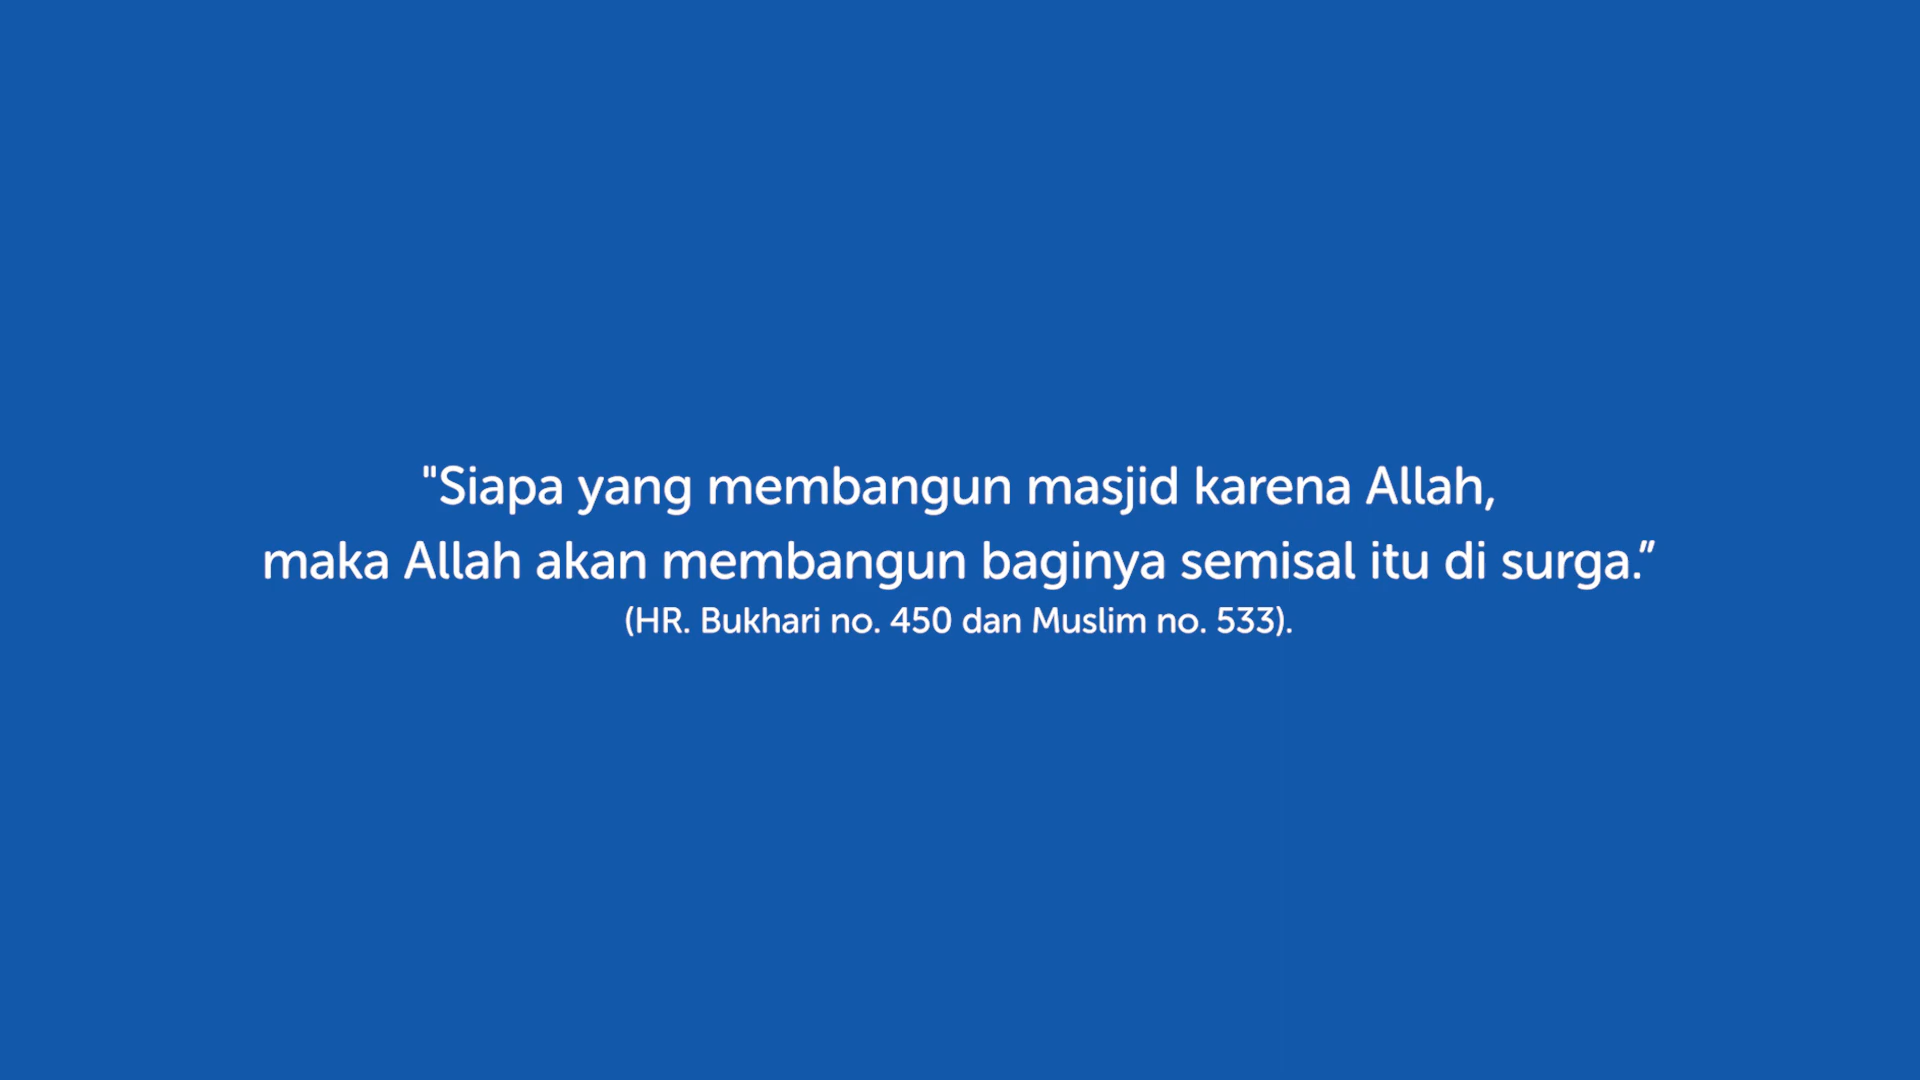 "Siapa yang membangun masjid karena Allah,
maka Allah akan membangun baginya semisal itu di surga.”
(HR. Bukhari no. 450 dan Muslim no. 533).